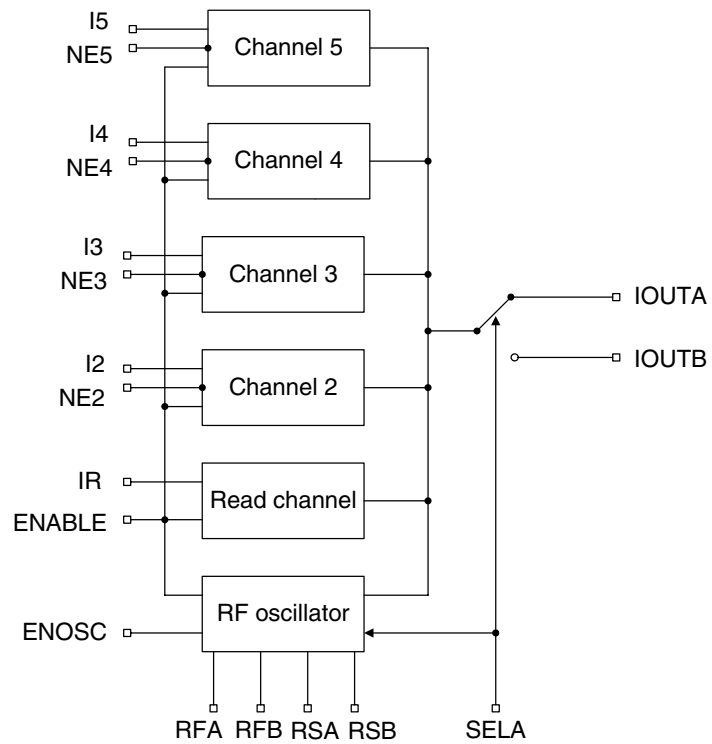 I5
NE5
Channel 5
I4
NE4
Channel 4
I3
NE3
Channel 3
IOUTA
IOUTB
I2
NE2
Channel 2
IR
ENABLE
Read channel
ENOSC
RF oscillator
RFA RFB RSA RSB SELA